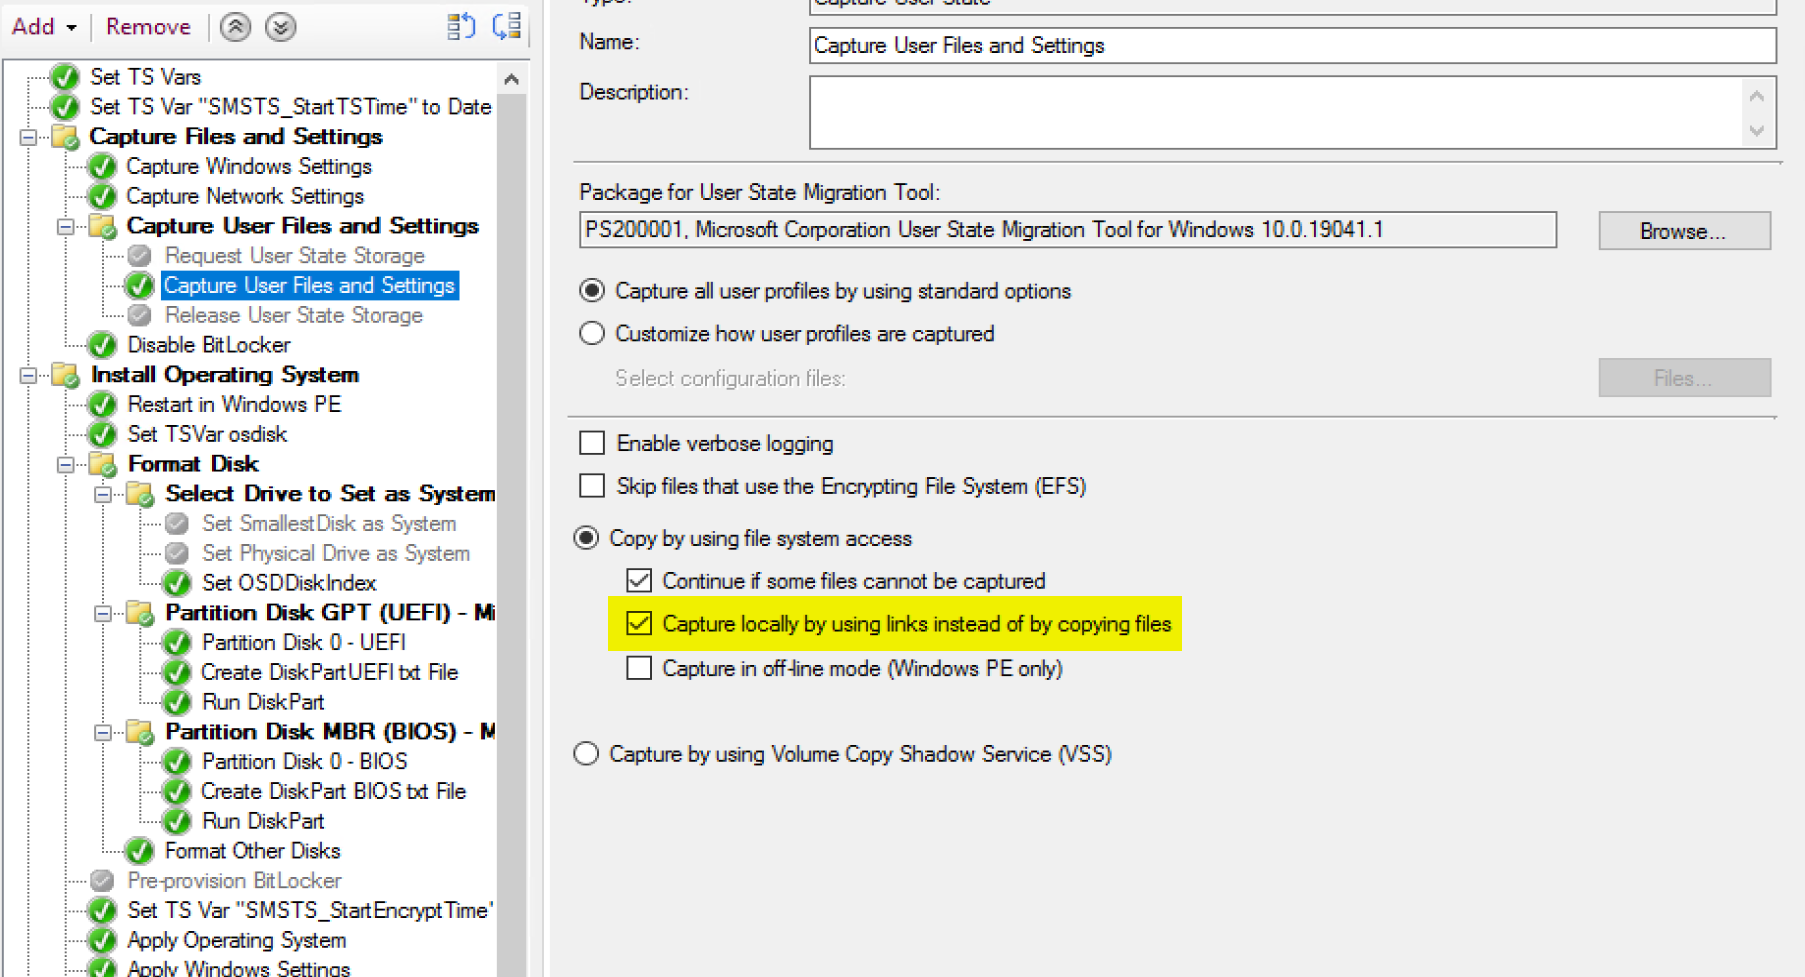 Add
Remove
Set TS Vars
Set TS Var "SMSTS_StartTSTime" to Date
Capture Files and Settings
Capture Windows Settings
Capture Network Settings
Capture User Files and Settings
Request User State Storage
Capture User Files and Settings
Release User State Storage
Disable BitLocker
Install Operating System
Restart in Windows PE
Set TSVar osdisk
Format Disk
Select Drive to Set as System
Set SmallestDisk as System
Set Physical Drive as System
Set OSDDiskIndex
Partition Disk GPT (UEFI) - Mi
Partition Disk 0 - UEFI
Create DiskPartUEFI txt File
Run DiskPart
Partition Disk MBR (BIOS) - M
Partition Disk 0 - BIOS
Create DiskPart BIOS txt File
Run DiskPart
Format Other Disks
Pre-provision BitLocker
Set TS Var "SMSTS_StartEncryptTime"
Apply Operating System
Apply Windows Settings
Type:
Capture User State
Name:
Capture User Files and Settings
Description:
Package for User State Migration Tool:
PS200001, Microsoft Corporation User State Migration Tool for Windows 10.0.19041.1
Browse...
Capture all user profiles by using standard options
Customize how user profiles are captured
Select configuration files:
Files...
Enable verbose logging
Skip files that use the Encrypting File System (EFS)
Copy by using file system access
Continue if some files cannot be captured
Capture locally by using links instead of by copying files
Capture in off-line mode (Windows PE only)
Capture by using Volume Copy Shadow Service (VSS)